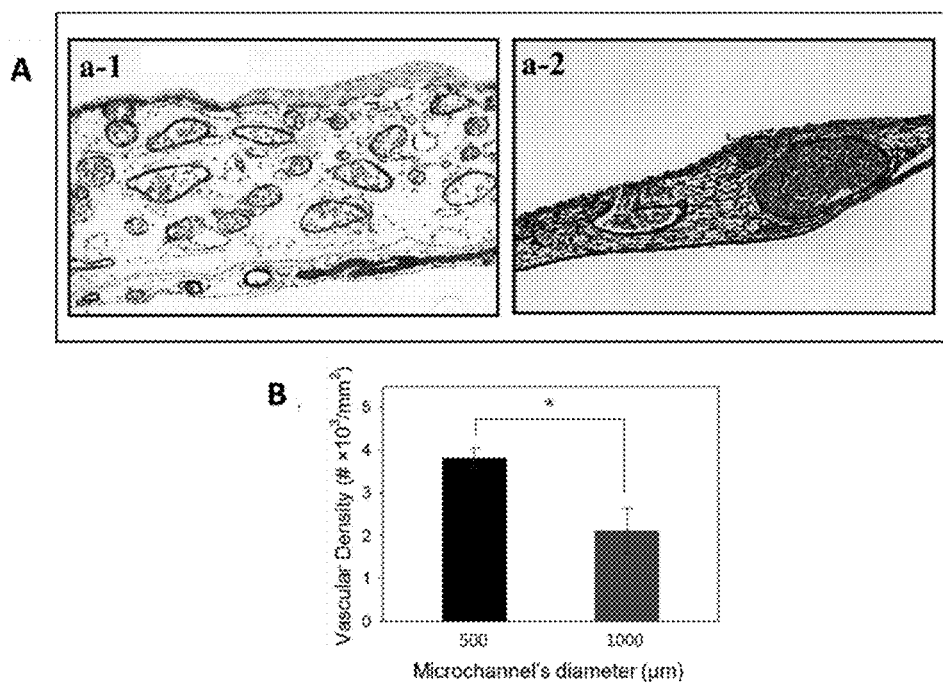 A
a-1
a-2
B
Vascular Density (# ×10³/mm²)
5
4
3
2
1
0
*
500
1000
Microchannel's diameter (μm)